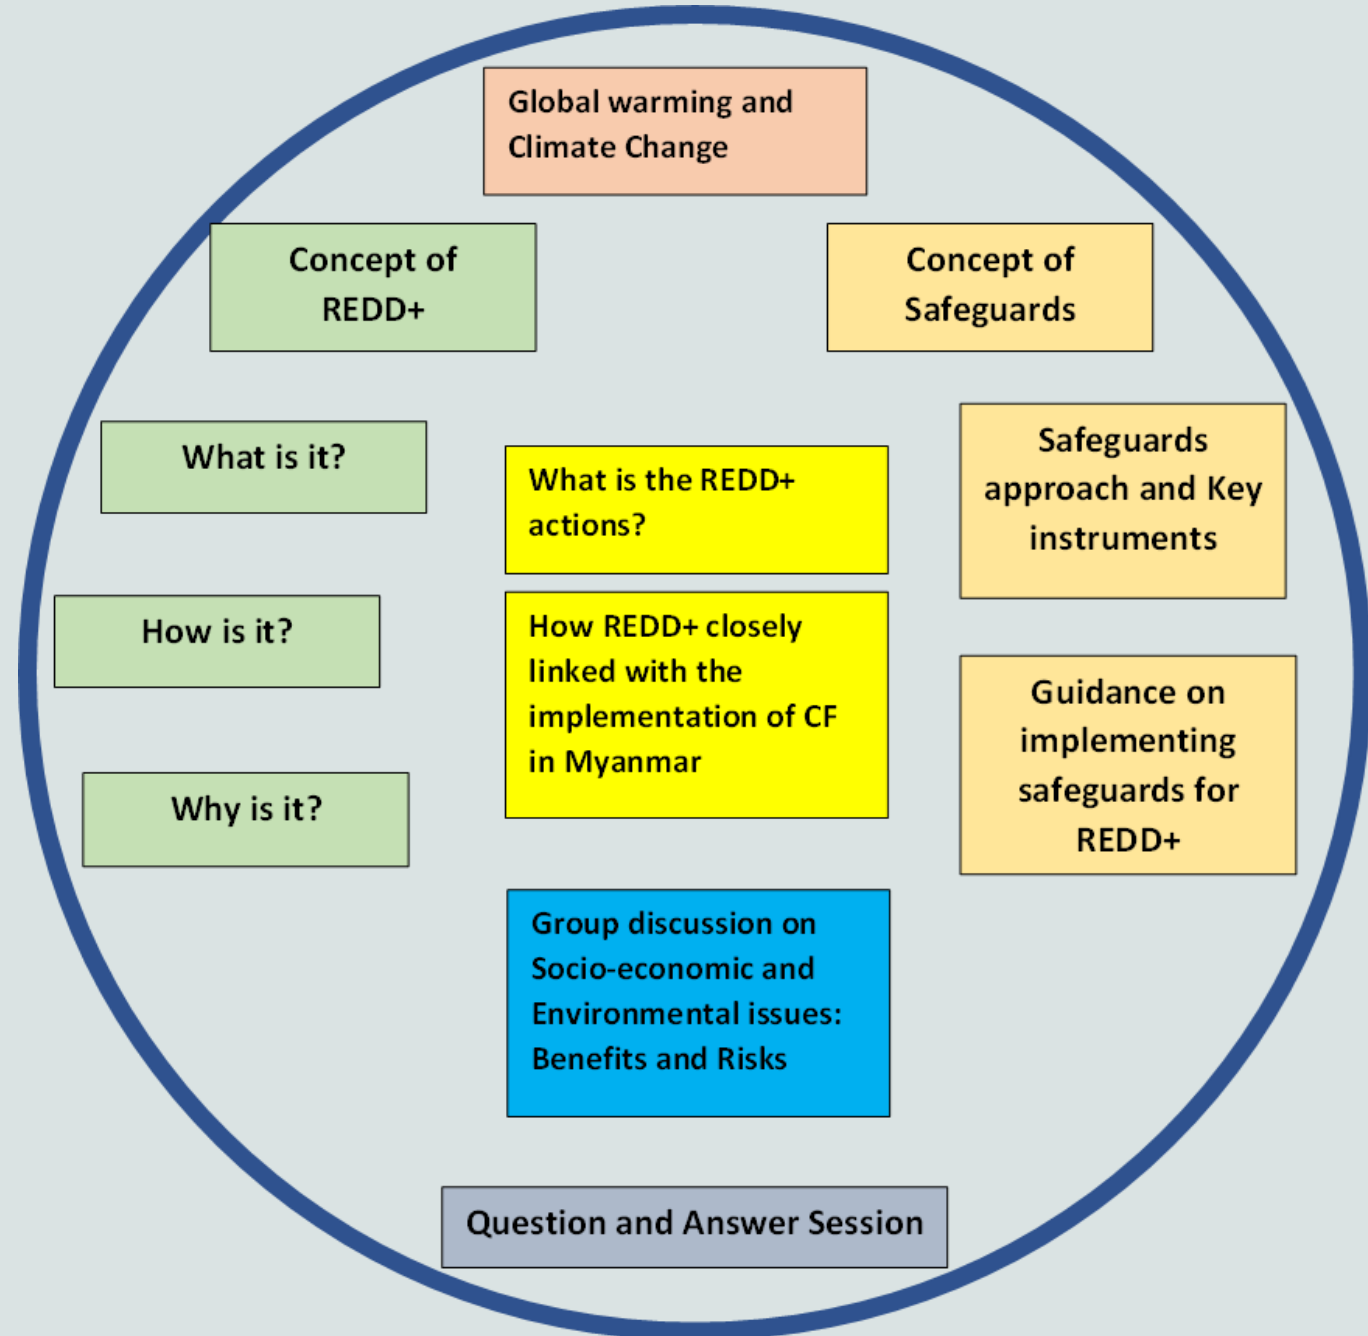 Global warming and
Climate Change
Concept of
REDD+
Concept of
Safeguards
What is it?
What is the REDD+
actions?
Safeguards
approach and Key
instruments
How is it?
How REDD+ closely
linked with the
implementation of CF
in Myanmar
Guidance on
implementing
safeguards for
REDD+
Why is it?
Group discussion on
Socio-economic and
Environmental issues:
Benefits and Risks
Question and Answer Session